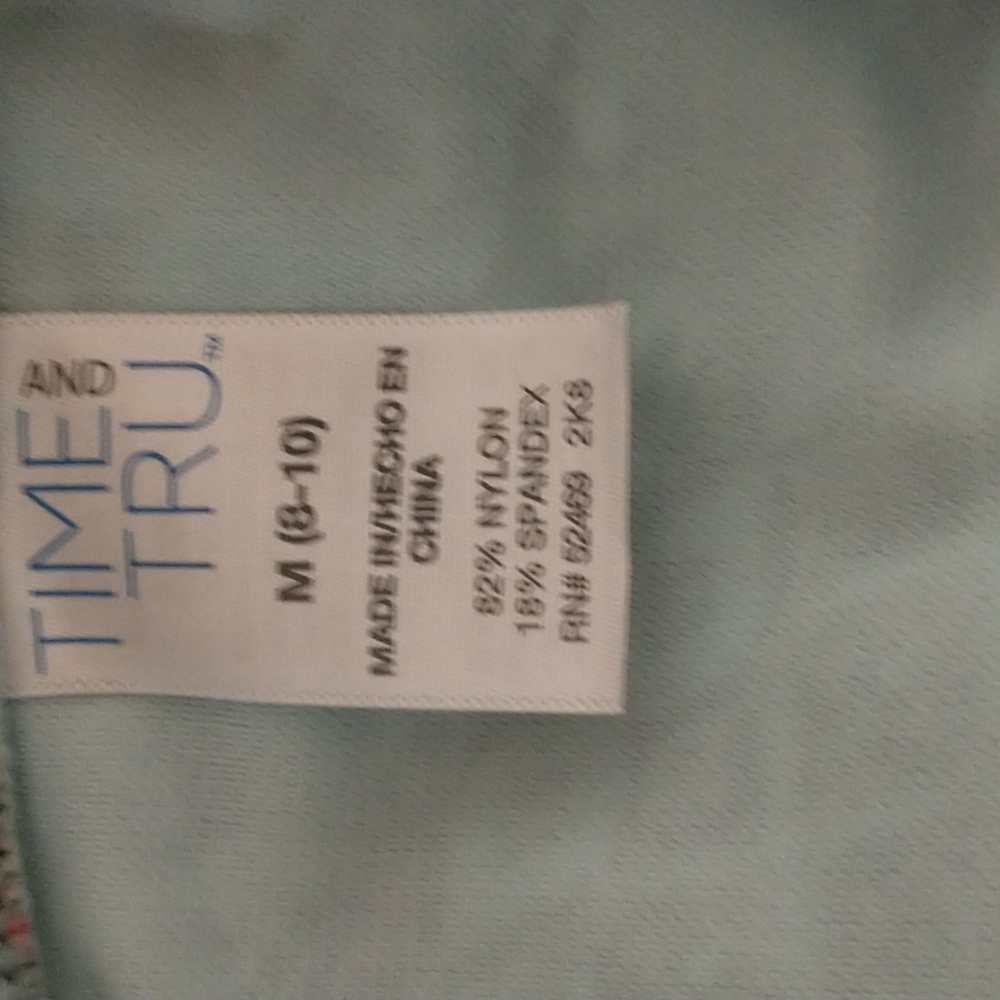 TIME AND
TRU™
M (8-10)
MADE IN/HECHO EN
CHINA
82% NYLON
18% SPANDEX
RN# 52469 2K8